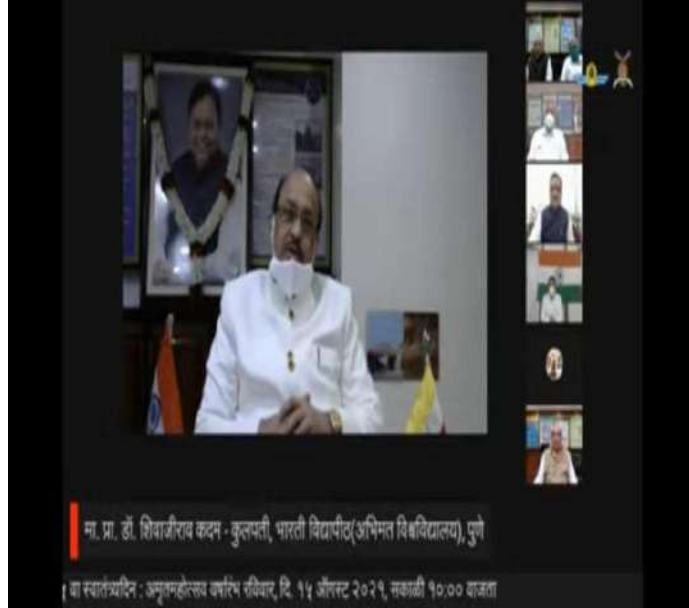 मा. प्रा. डॉ. शिवाजीराव कदम - कुलपती, भारती विद्यापीठ(अभिमत विश्वविद्यालय), पुणे
वा स्वातंत्र्यदिन : अमृतमहोत्सव वर्षारंभ रविवार, दि. १५ ऑगस्ट २०२१, सकाळी १०:०० वाजता